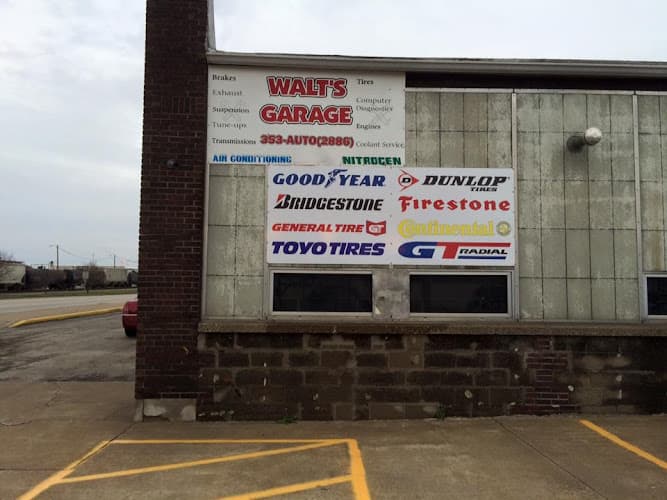 Brakes
Exhaust
Suspension
Tune-ups
Transmissions
AIR CONDITIONING
WALT'S
GARAGE
353-AUTO(2886)
Tires
Computer
Diagnostics
Engines
Coolant Service
NITROGEN
GOODYEAR
BRIDGESTONE
GENERAL TIRE
TOYO TIRES
D DUNLOP
TIRES
Firestone
Continental
GT RADIAL